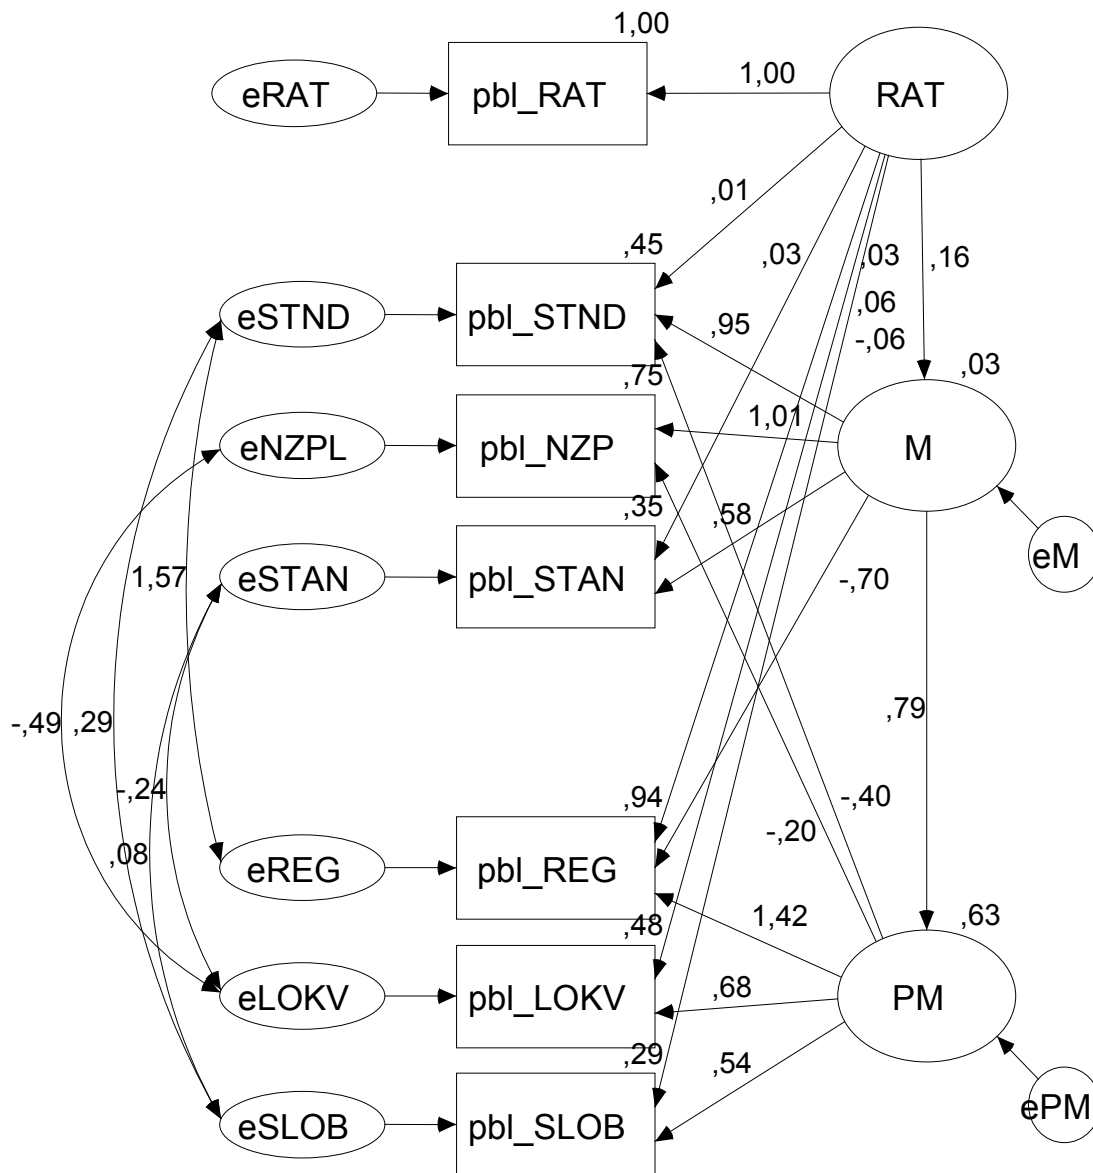 1,00
eRAT
pbl_RAT
1,00
RAT
,01
,03
,03
,16
,45
,06
-,06
eSTND
pbl_STND
,95
,75
,03
eNZPL
pbl_NZP
1,01
M
,35
,58
eSTAN
pbl_STAN
1,57
-,70
eM
-,49
,29
,79
-,24
,94
-,40
,08
-,20
eREG
pbl_REG
,48
1,42
,63
eLOKV
pbl_LOKV
,68
PM
,29
,54
eSLOB
pbl_SLOB
ePM